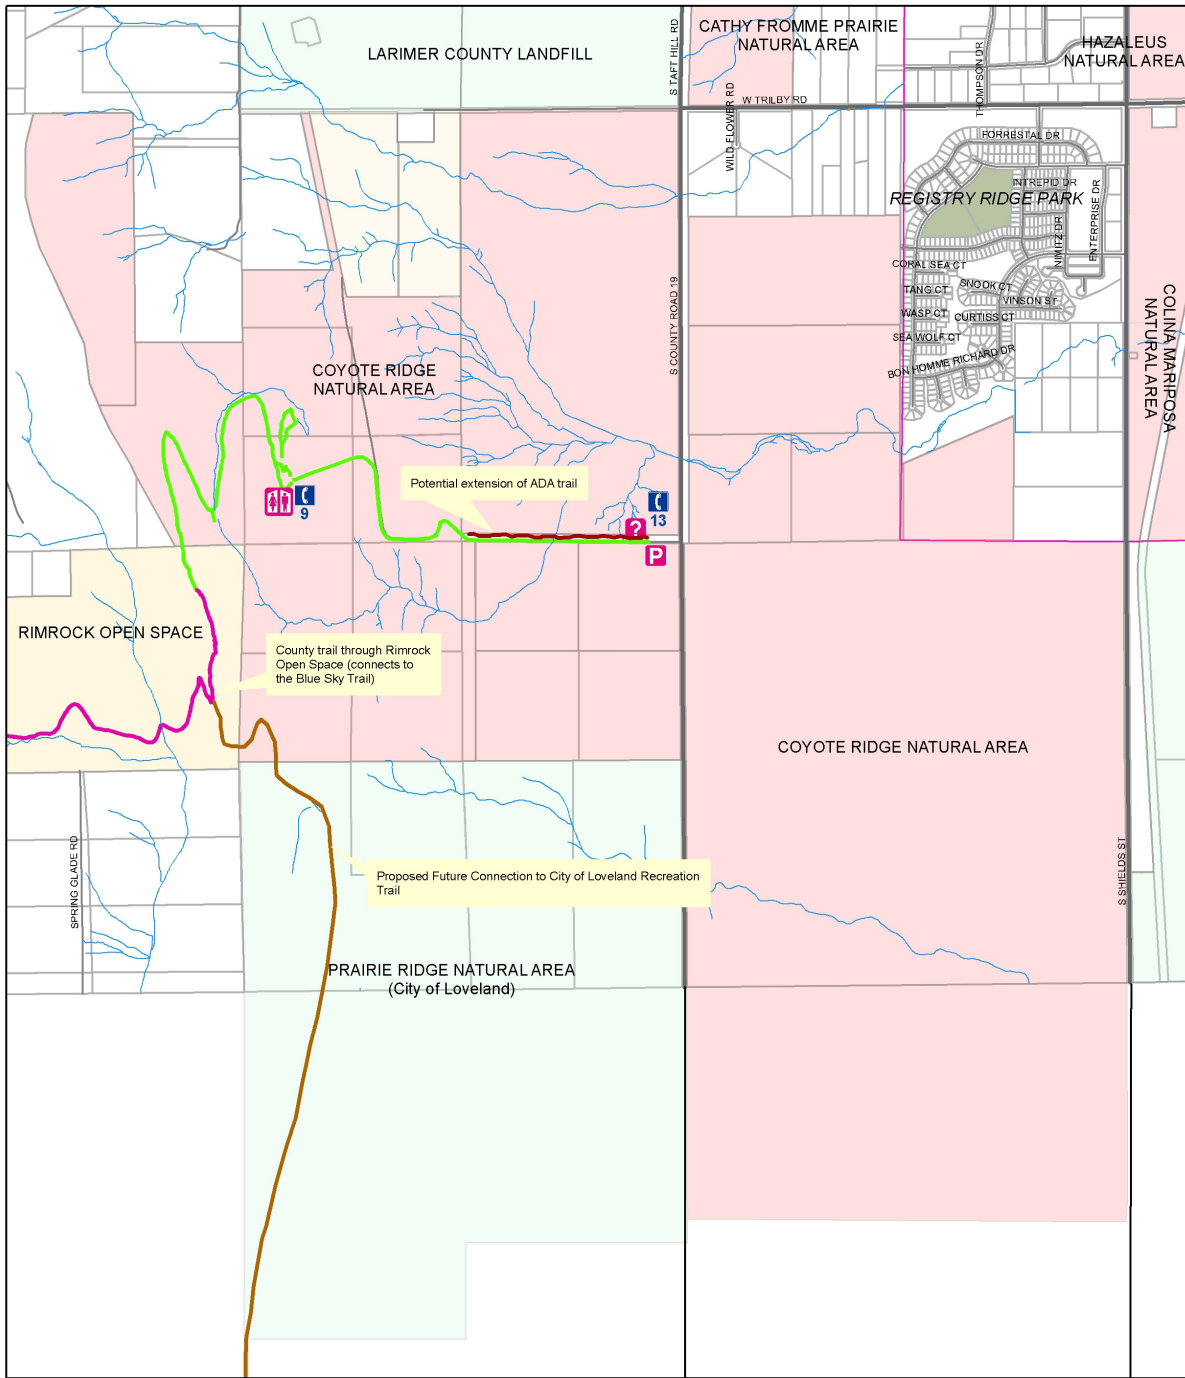 LARIMER COUNTY LANDFILL
S TAFT HILL RD
CATHY FROMME PRAIRIE
NATURAL AREA
THOMPSON DR
HAZALEUS
NATURAL AREA
W TRILBY RD
WILD FLOWER RD
FORRESTAL DR
INTREPID DR
REGISTRY RIDGE PARK
NIMITZ DR
ENTERPRISE DR
CORAL SEA CT
TANG CT
SNOOK CT
VINSON ST
WASP CT
CURTISS CT
SEA WOLF CT
BON HOMME RICHARD DR
S COUNTY ROAD 19
COLINA MARIPOSA
NATURAL AREA
COYOTE RIDGE
NATURAL AREA
Potential extension of ADA trail
9
13
?
P
RIMROCK OPEN SPACE
County trail through Rimrock
Open Space (connects to
the Blue Sky Trail)
COYOTE RIDGE NATURAL AREA
SPRING GLADE RD
Proposed Future Connection to City of Loveland Recreation
Trail
S SHIELDS ST
PRAIRIE RIDGE NATURAL AREA
(City of Loveland)